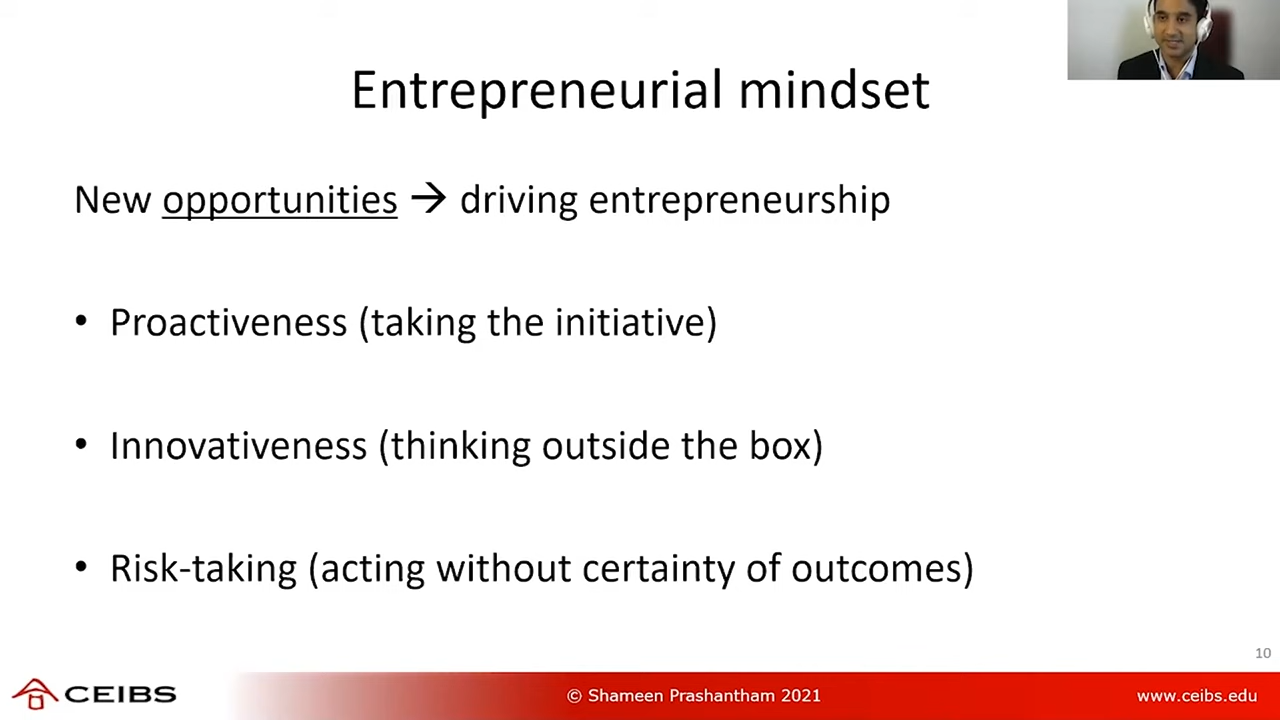 Entrepreneurial mindset
New opportunities → driving entrepreneurship
• Proactiveness (taking the initiative)
• Innovativeness (thinking outside the box)
• Risk-taking (acting without certainty of outcomes)
10
CEIBS
© Shameen Prashantham 2021
www.ceibs.edu